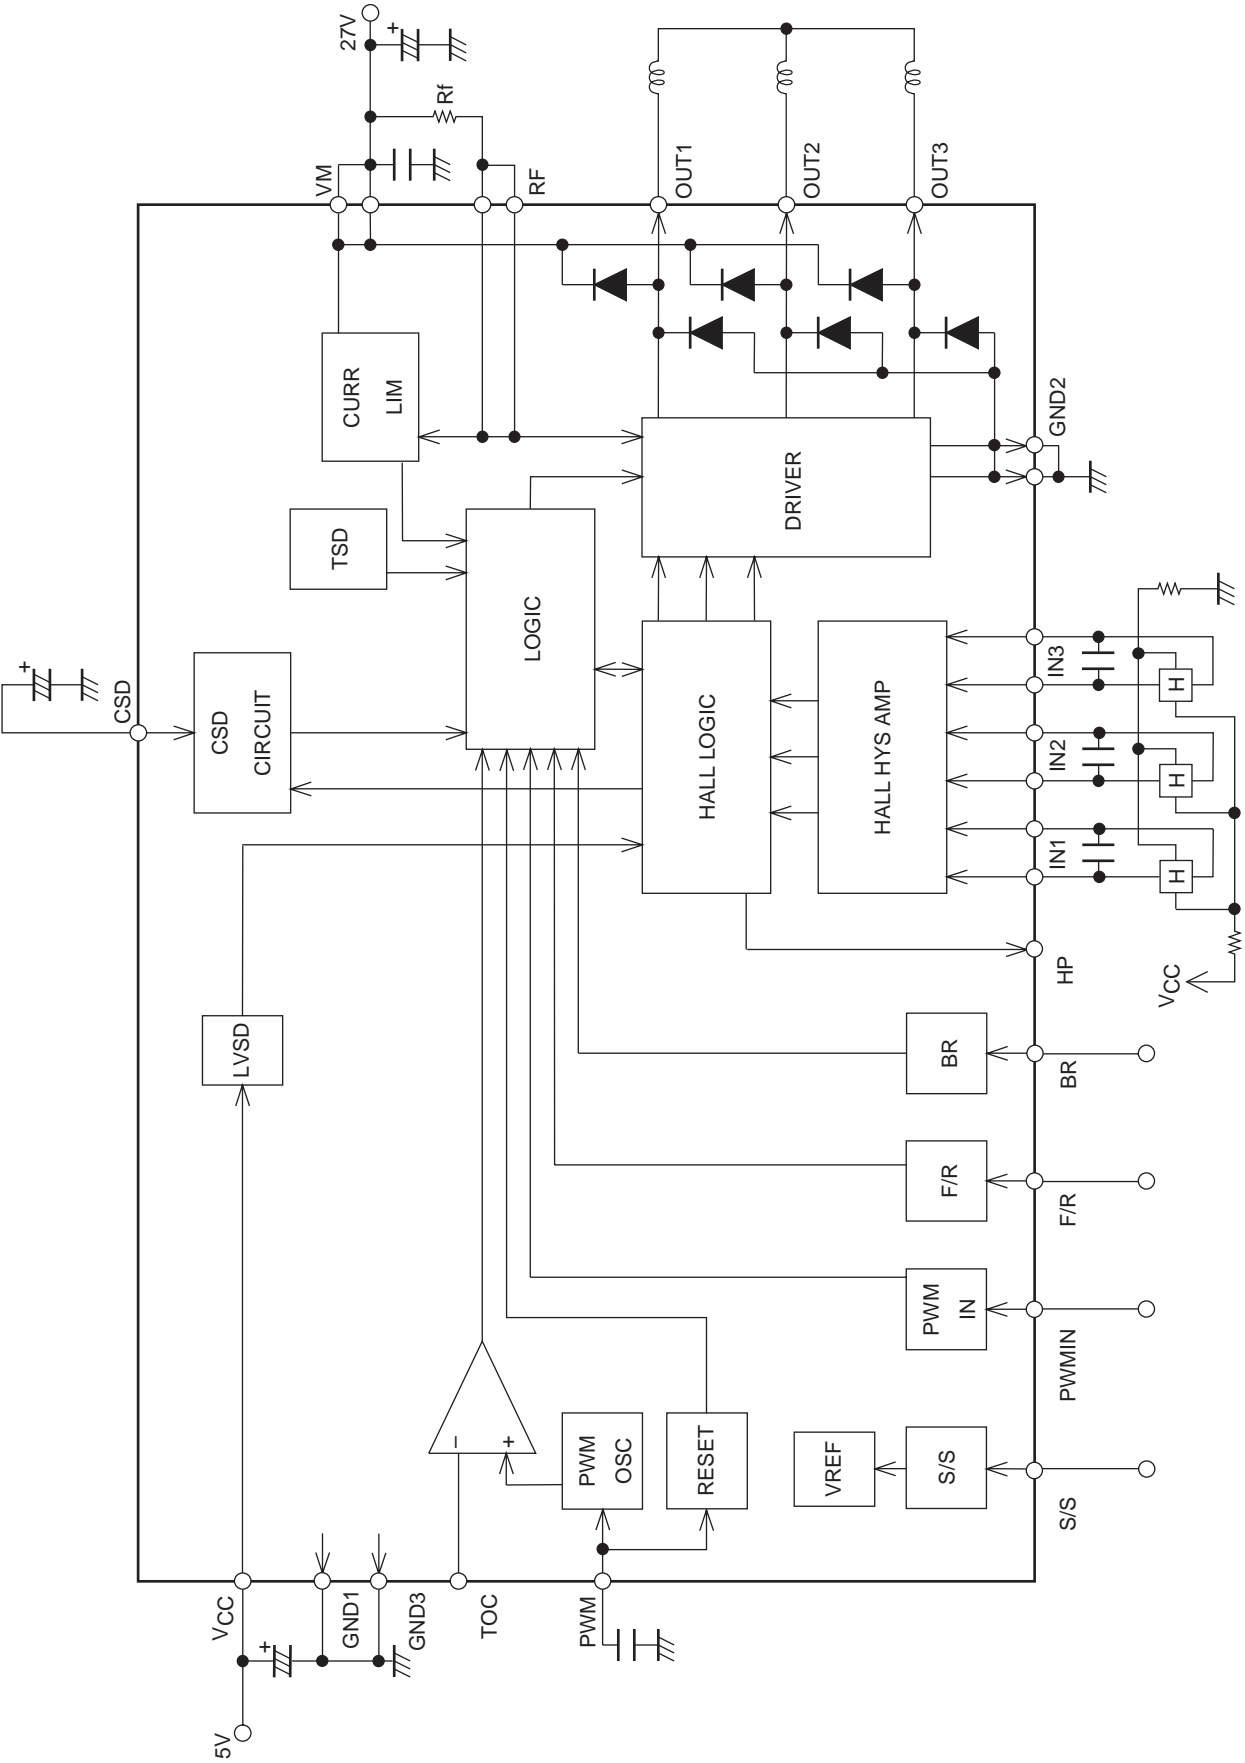 27V
+
Rf
VM
RF
OUT1
OUT2
OUT3
CURR
LIM
GND2
TSD
LOGIC
DRIVER
+
CSD
CSD
CIRCUIT
HALL LOGIC
HALL HYS AMP
IN3
H
IN2
H
IN1
H
VCC
HP
LVSD
BR
BR
F/R
F/R
PWM
IN
PWMIN
–
+
PWM
OSC
RESET
VREF
S/S
S/S
VCC
GND1
GND3
TOC
PWM
+
5V